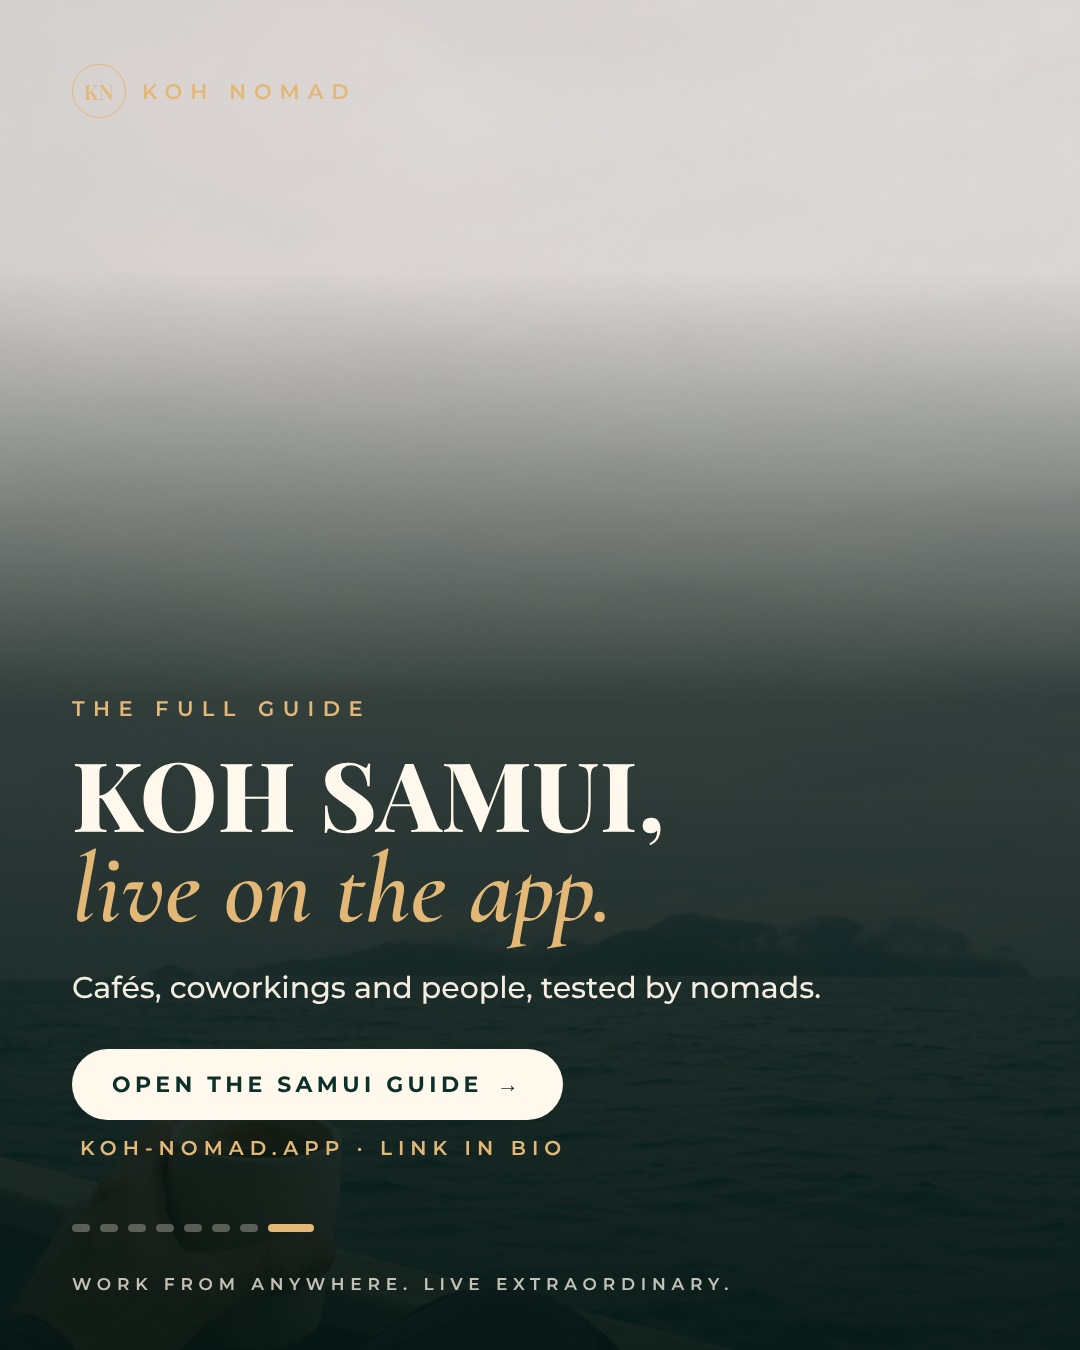 KN KOH NOMAD
THE FULL GUIDE
KOH SAMUI,
live on the app.
Cafés, coworkings and people, tested by nomads.
OPEN THE SAMUI GUIDE →
KOH-NOMAD.APP · LINK IN BIO
WORK FROM ANYWHERE. LIVE EXTRAORDINARY.